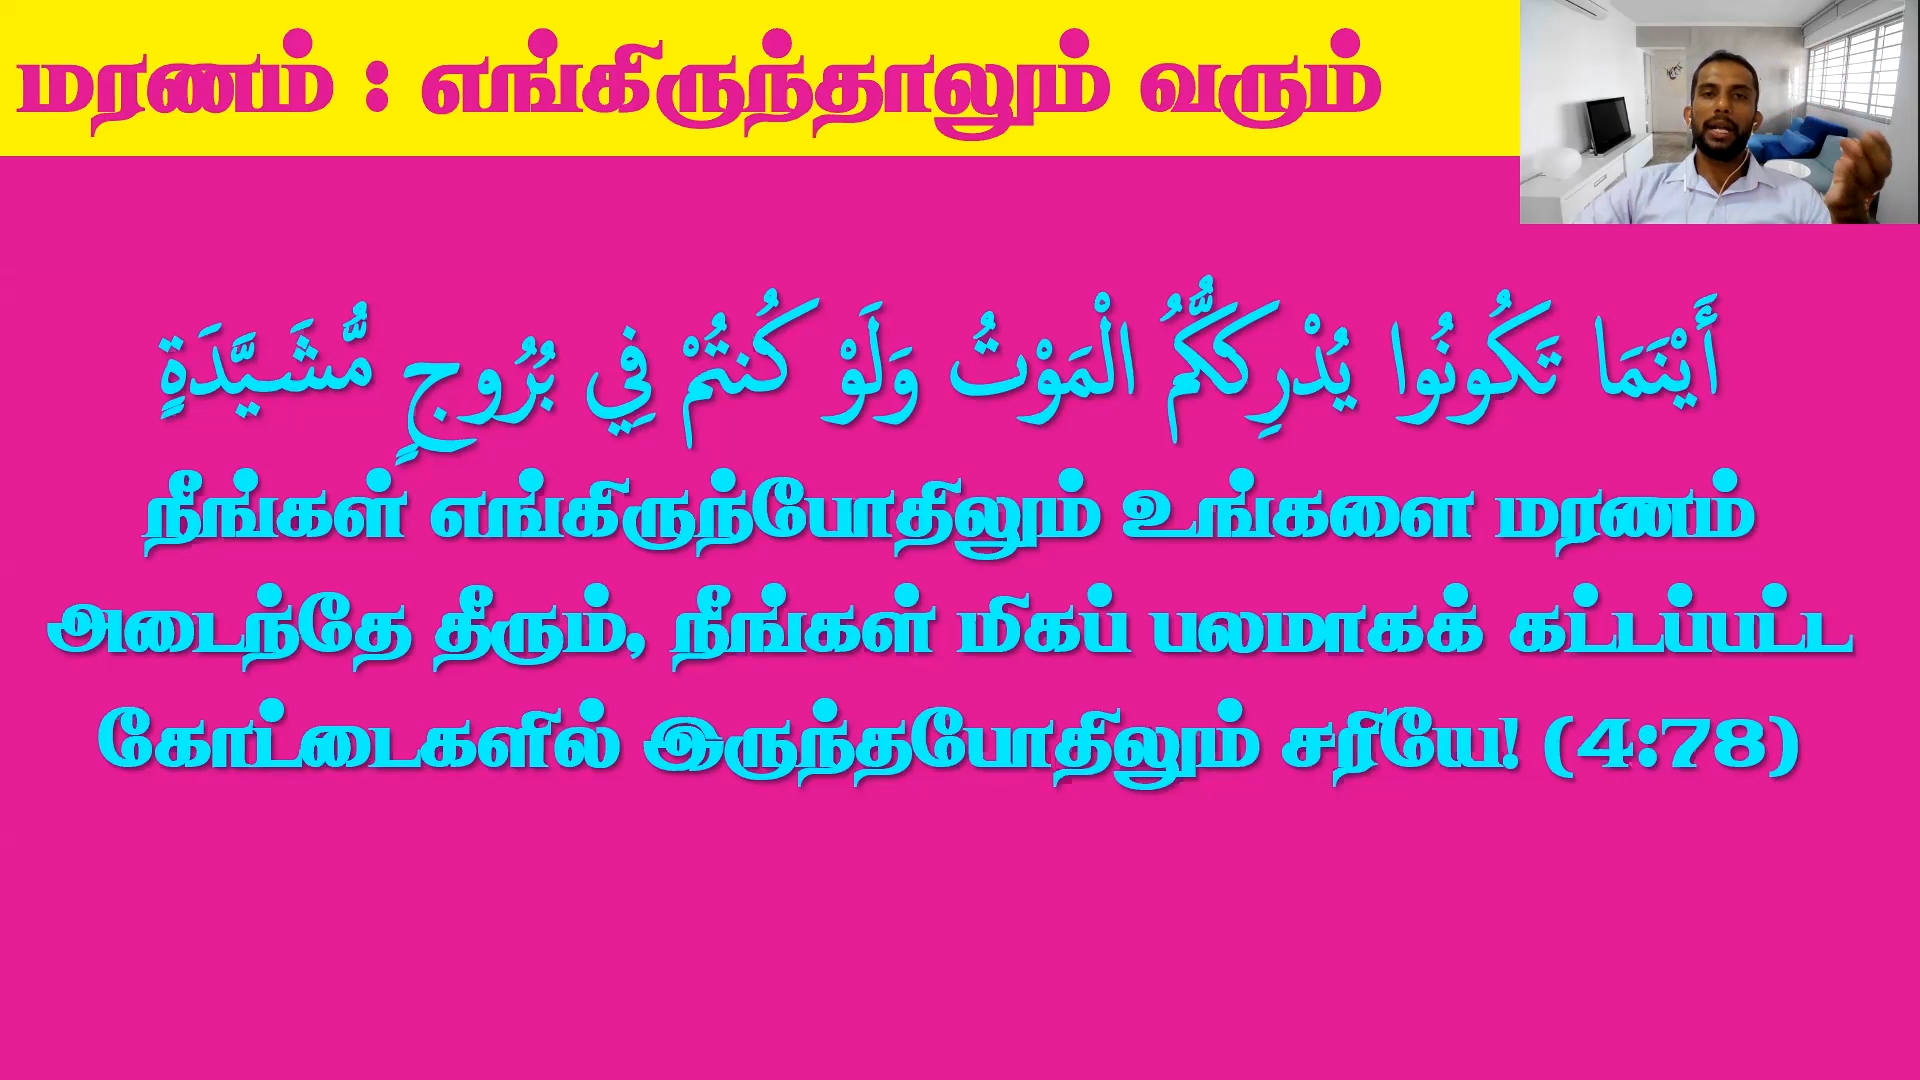 மரணம் : எங்கிருந்தாலும் வரும்
أَيْنَمَا تَكُونُوا يُدْرِككُّمُ الْمَوْتُ وَلَوْ كُنتُمْ فِي بُرُوجٍ مُّشَيَّدَةٍ
நீங்கள் எங்கிருந்போதிலும் உங்களை மரணம்
அடைந்தே தீரும், நீங்கள் மிகப் பலமாகக் கட்டப்பட்ட
கோட்டைகளில் இருந்தபோதிலும் சரியே! (4:78)